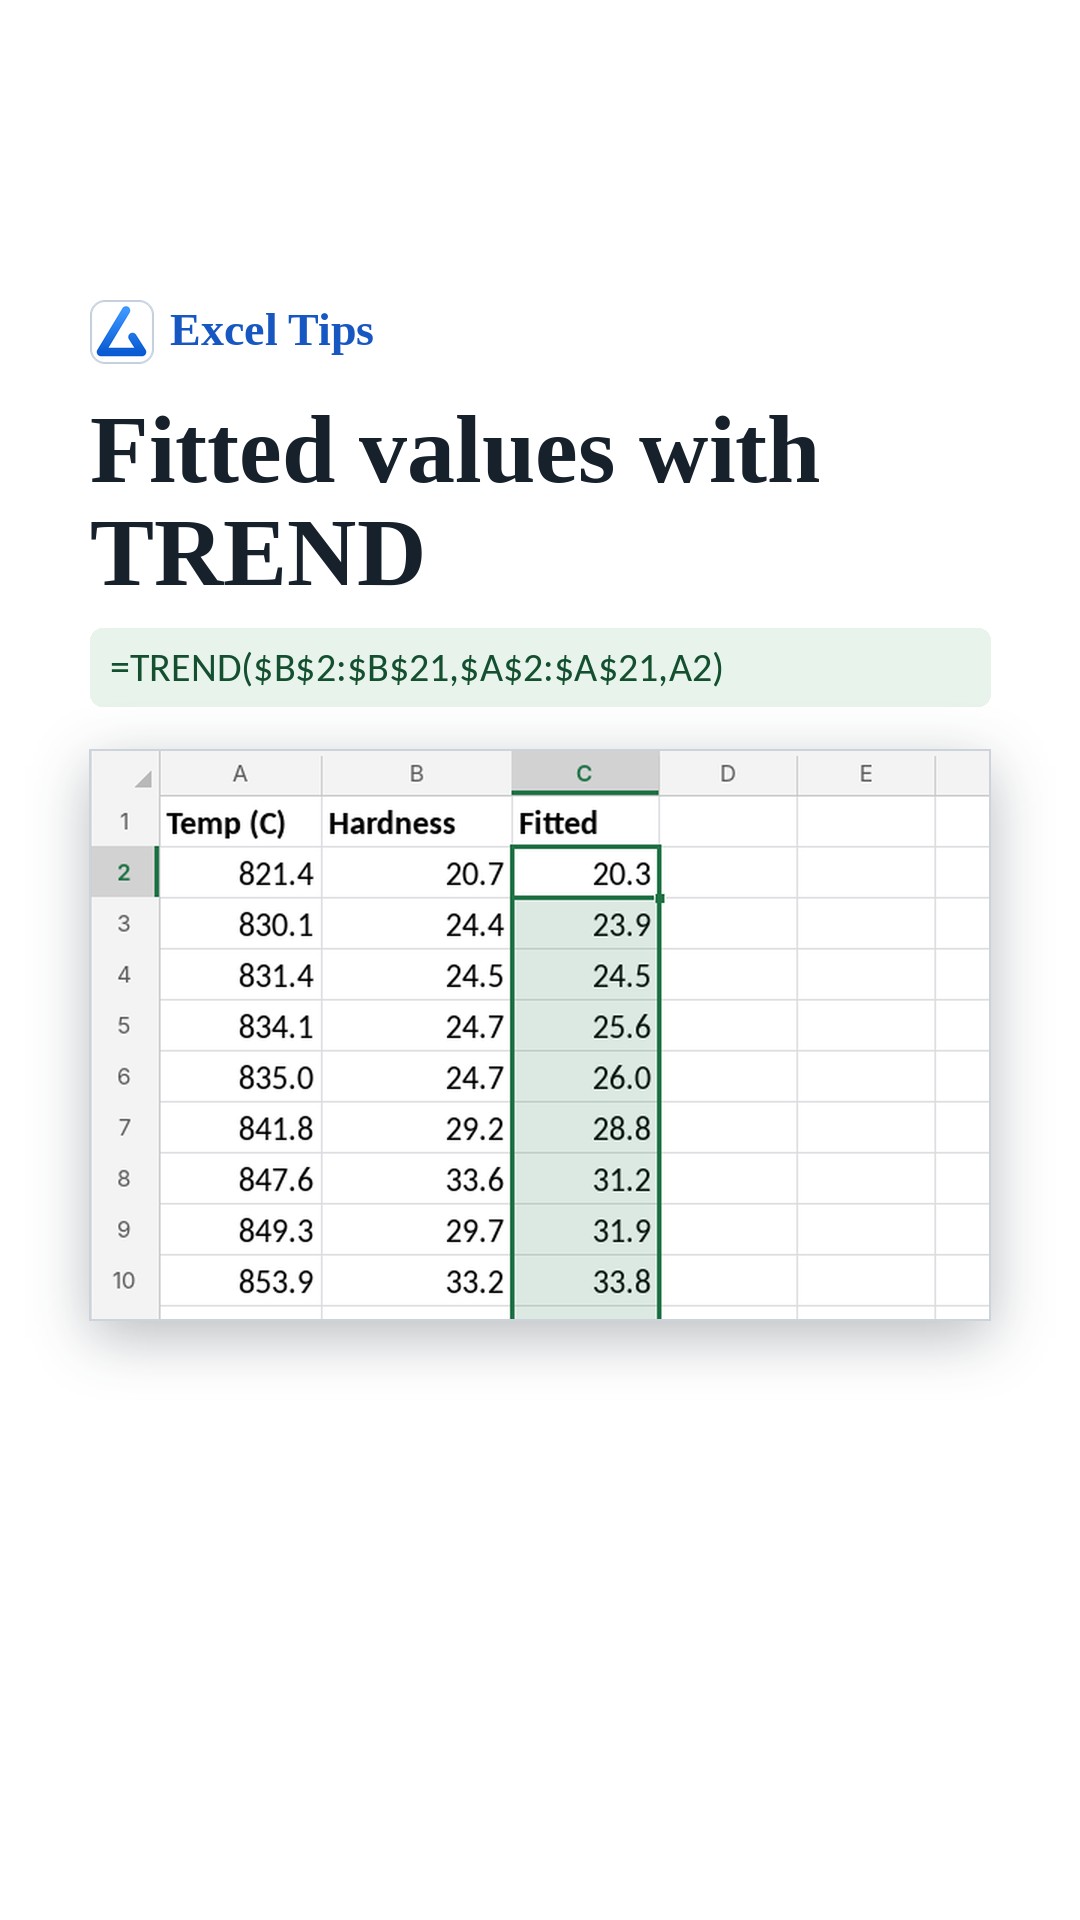 Excel Tips
Fitted values with
TREND
=TREND($B$2:$B$21,$A$2:$A$21,A2)
A B C D E
1 Temp (C) Hardness Fitted
2 821.4 20.7 20.3
3 830.1 24.4 23.9
4 831.4 24.5 24.5
5 834.1 24.7 25.6
6 835.0 24.7 26.0
7 841.8 29.2 28.8
8 847.6 33.6 31.2
9 849.3 29.7 31.9
10 853.9 33.2 33.8